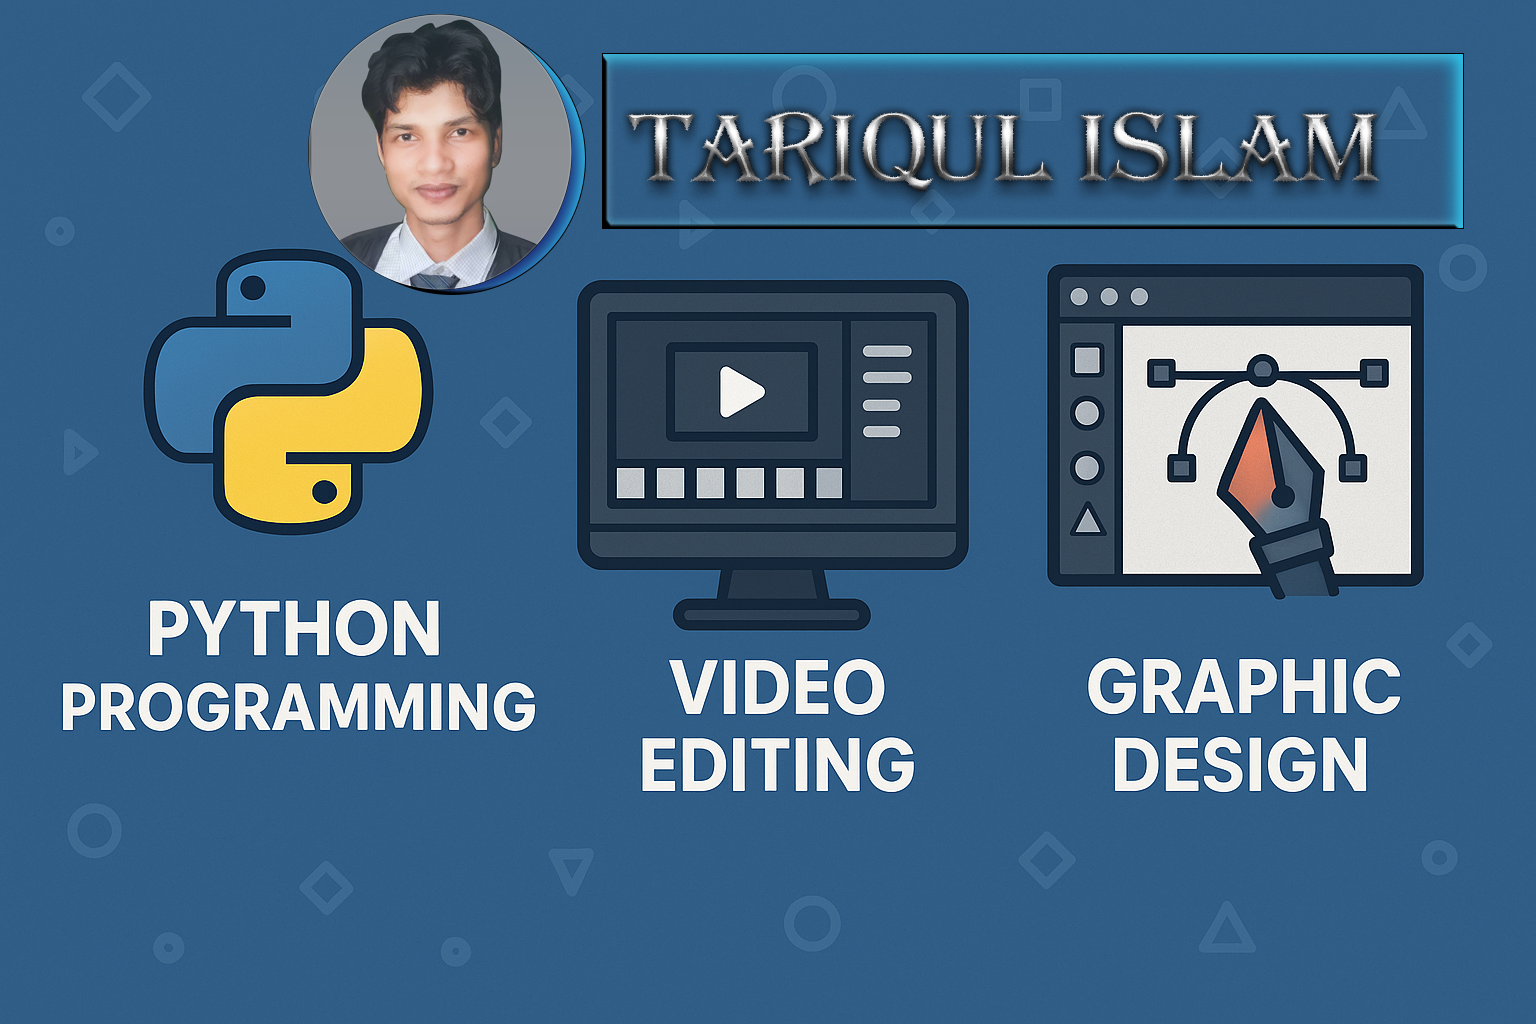 TARIQUL ISLAM
PYTHON
PROGRAMMING
VIDEO
EDITING
GRAPHIC
DESIGN